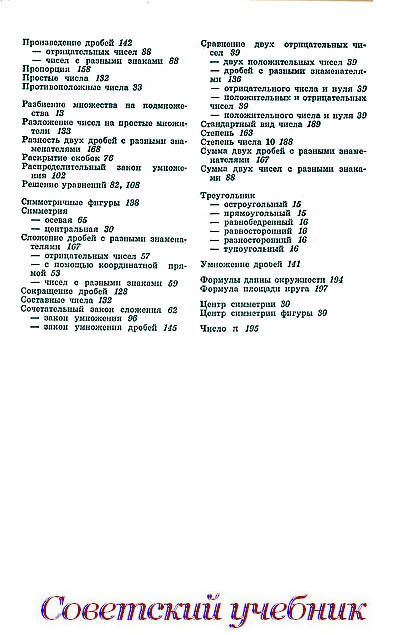 Произведение дробей 142
— отрицательных чисел 88
— чисел с разными знаками 88
Пропорция 158
Простые числа 132
Противоположные числа 33
Разбиение множества на подмноже-
ства 13
Разложение чисел на простые множи-
тели 133
Разность двух дробей с разными зна-
менателями 168
Раскрытие скобок 76
Распределительный закон умноже-
ния 102
Решение уравнений 82, 108
Симметричные фигуры 138
Симметрия
— осевая 65
— центральная 30
Сложение дробей с разными знамена-
телями 167
— отрицательных чисел 57
— с помощью координатной пря-
мой 53
— чисел с разными знаками 59
Сокращение дробей 128
Составные числа 132
Сочетательный закон сложения 62
— закон умножения 96
— закон умножения дробей 145
Сравнение двух отрицательных чи-
сел 39
— двух положительных чисел 39
— дробей с разными знаменателя-
ми 136
— отрицательного числа и нуля 39
— положительных и отрицательных
чисел 39
— положительного числа и нуля 39
Стандартный вид числа 189
Степень 163
Степень числа 10 188
Сумма двух дробей с разными знаме-
нателями 167
Сумма двух чисел с разными знака-
ми 88
Треугольник
— остроугольный 15
— прямоугольный 15
— равнобедренный 16
— равносторонний 16
— разносторонний 16
— тупоугольный 16
Умножение дробей 141
Формулы длины окружности 194
Формула площади круга 197
Центр симметрии 30
Центр симметрии фигуры 30
Число π 195
Советский учебник